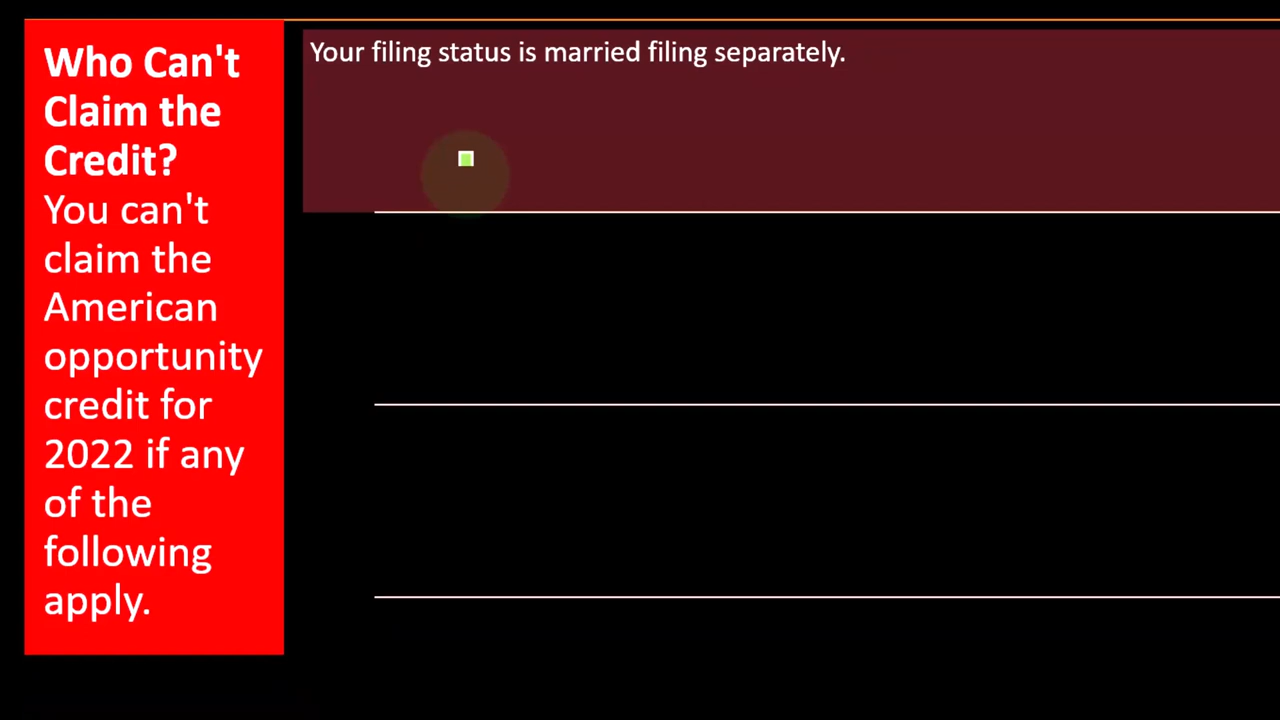 Who Can't
Claim the
Credit?
You can't
claim the
American
opportunity
credit for
2022 if any
of the
following
apply.
Your filing status is married filing separately.